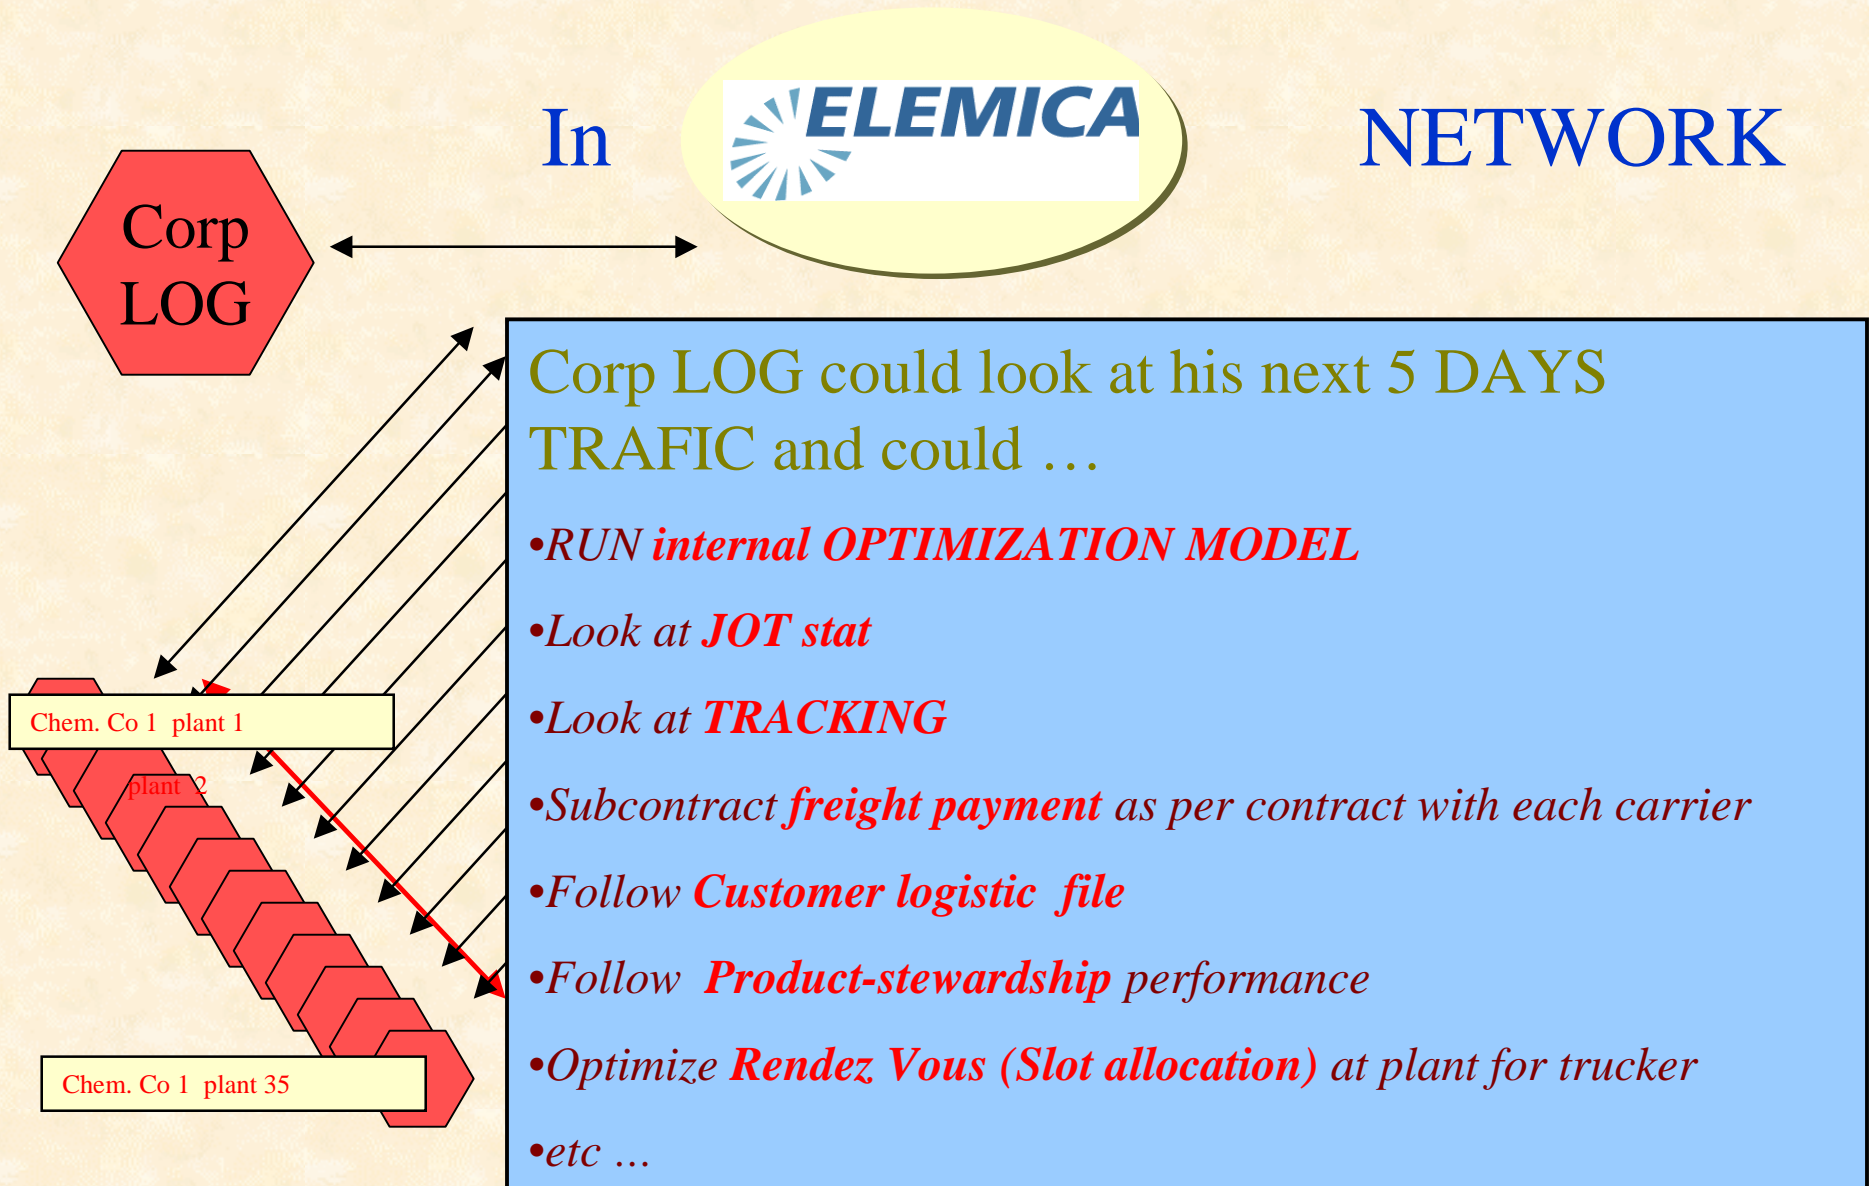 In ELEMICA NETWORK
Corp
LOG
Corp LOG could look at his next 5 DAYS
TRAFIC and could …
•RUN internal OPTIMIZATION MODEL
•Look at JOT stat
•Look at TRACKING
•Subcontract freight payment as per contract with each carrier
•Follow Customer logistic file
•Follow Product-stewardship performance
•Optimize Rendez Vous (Slot allocation) at plant for trucker
•etc …
Chem. Co 1 plant 1
plant 2
Chem. Co 1 plant 35